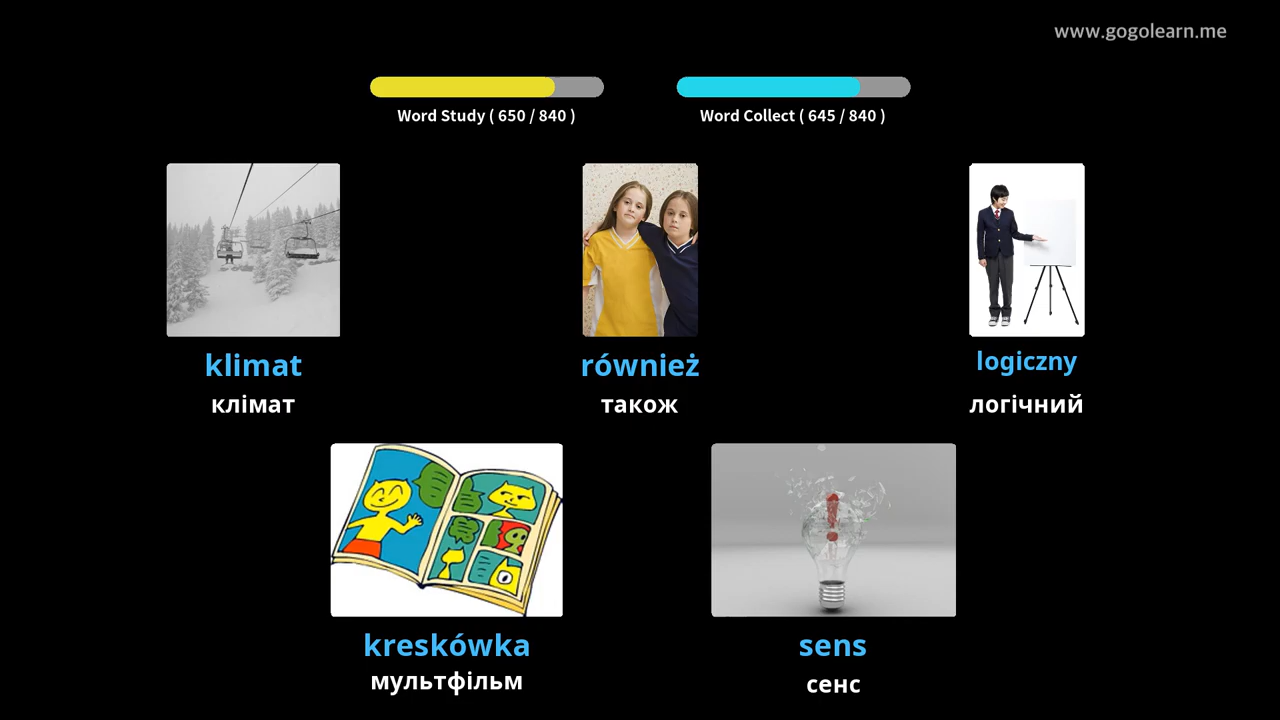 www.gogolearn.me
Word Study ( 650 / 840 )
Word Collect ( 645 / 840 )
klimat
клімат
również
також
logiczny
логічний
kreskówka
мультфільм
sens
сенс